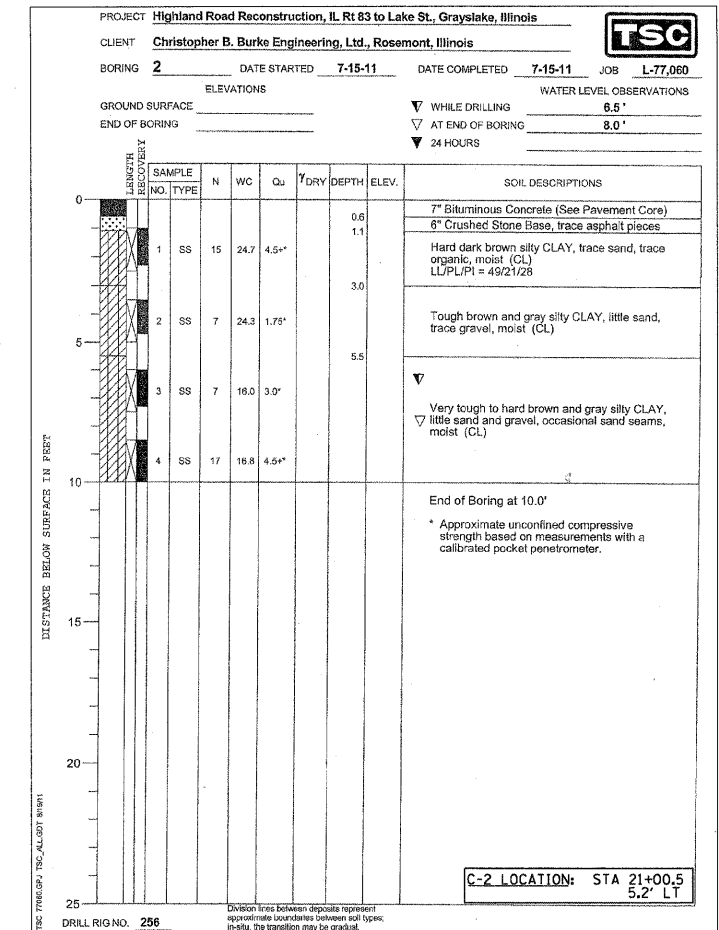 PROJECT Highland Road Reconstruction, IL Rt 83 to Lake St., Grayslake, Illinois
TSC
CLIENT Christopher B. Burke Engineering, Ltd., Rosemont, Illinois
BORING 2 DATE STARTED 7-15-11 DATE COMPLETED 7-15-11 JOB L-77,060
ELEVATIONS WATER LEVEL OBSERVATIONS
GROUND SURFACE WHILE DRILLING 6.5 '
END OF BORING AT END OF BORING 8.0 '
24 HOURS
LENGTH
RECOVERY
SAMPLE N WC Qu γDRY DEPTH ELEV. SOIL DESCRIPTIONS
NO. TYPE
0
7" Bituminous Concrete (See Pavement Core)
0.6
6" Crushed Stone Base, trace asphalt pieces
1.1
1 SS 15 24.7 4.5+*
Hard dark brown silty CLAY, trace sand, trace
organic, moist (CL)
LL/PL/PI = 49/21/28
3.0
2 SS 7 24.3 1.75*
Tough brown and gray silty CLAY, little sand,
trace gravel, moist (CL)
5
5.5
3 SS 7 16.0 3.0*
Very tough to hard brown and gray silty CLAY,
little sand and gravel, occasional sand seams,
moist (CL)
4 SS 17 16.8 4.5+*
10
End of Boring at 10.0'
* Approximate unconfined compressive
strength based on measurements with a
calibrated pocket penetrometer.
15
20
25
DISTANCE BELOW SURFACE IN FEET
TSC 77060.GPJ TSC_ALL.GDT 8/15/11
C-2 LOCATION: STA 21+00.5
5.2' LT
DRILL RIG NO. 256
Division lines between deposits represent
approximate boundaries between soil types;
in-situ, the transition may be gradual.